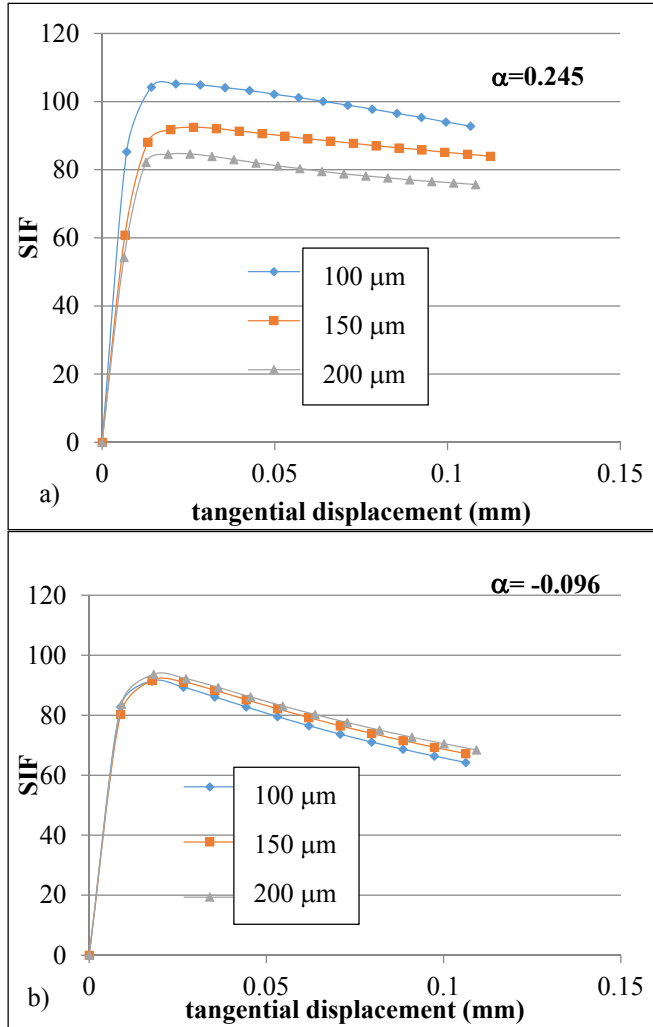 120
α=0.245
100
80
60
SIF
100 μm
40
150 μm
20
200 μm
0
0 0.05 0.1 0.15
a)
tangential displacement (mm)
α= -0.096
120
100
80
60
SIF
100 μm
40
150 μm
20
200 μm
0
0 0.05 0.1 0.15
b)
tangential displacement (mm)